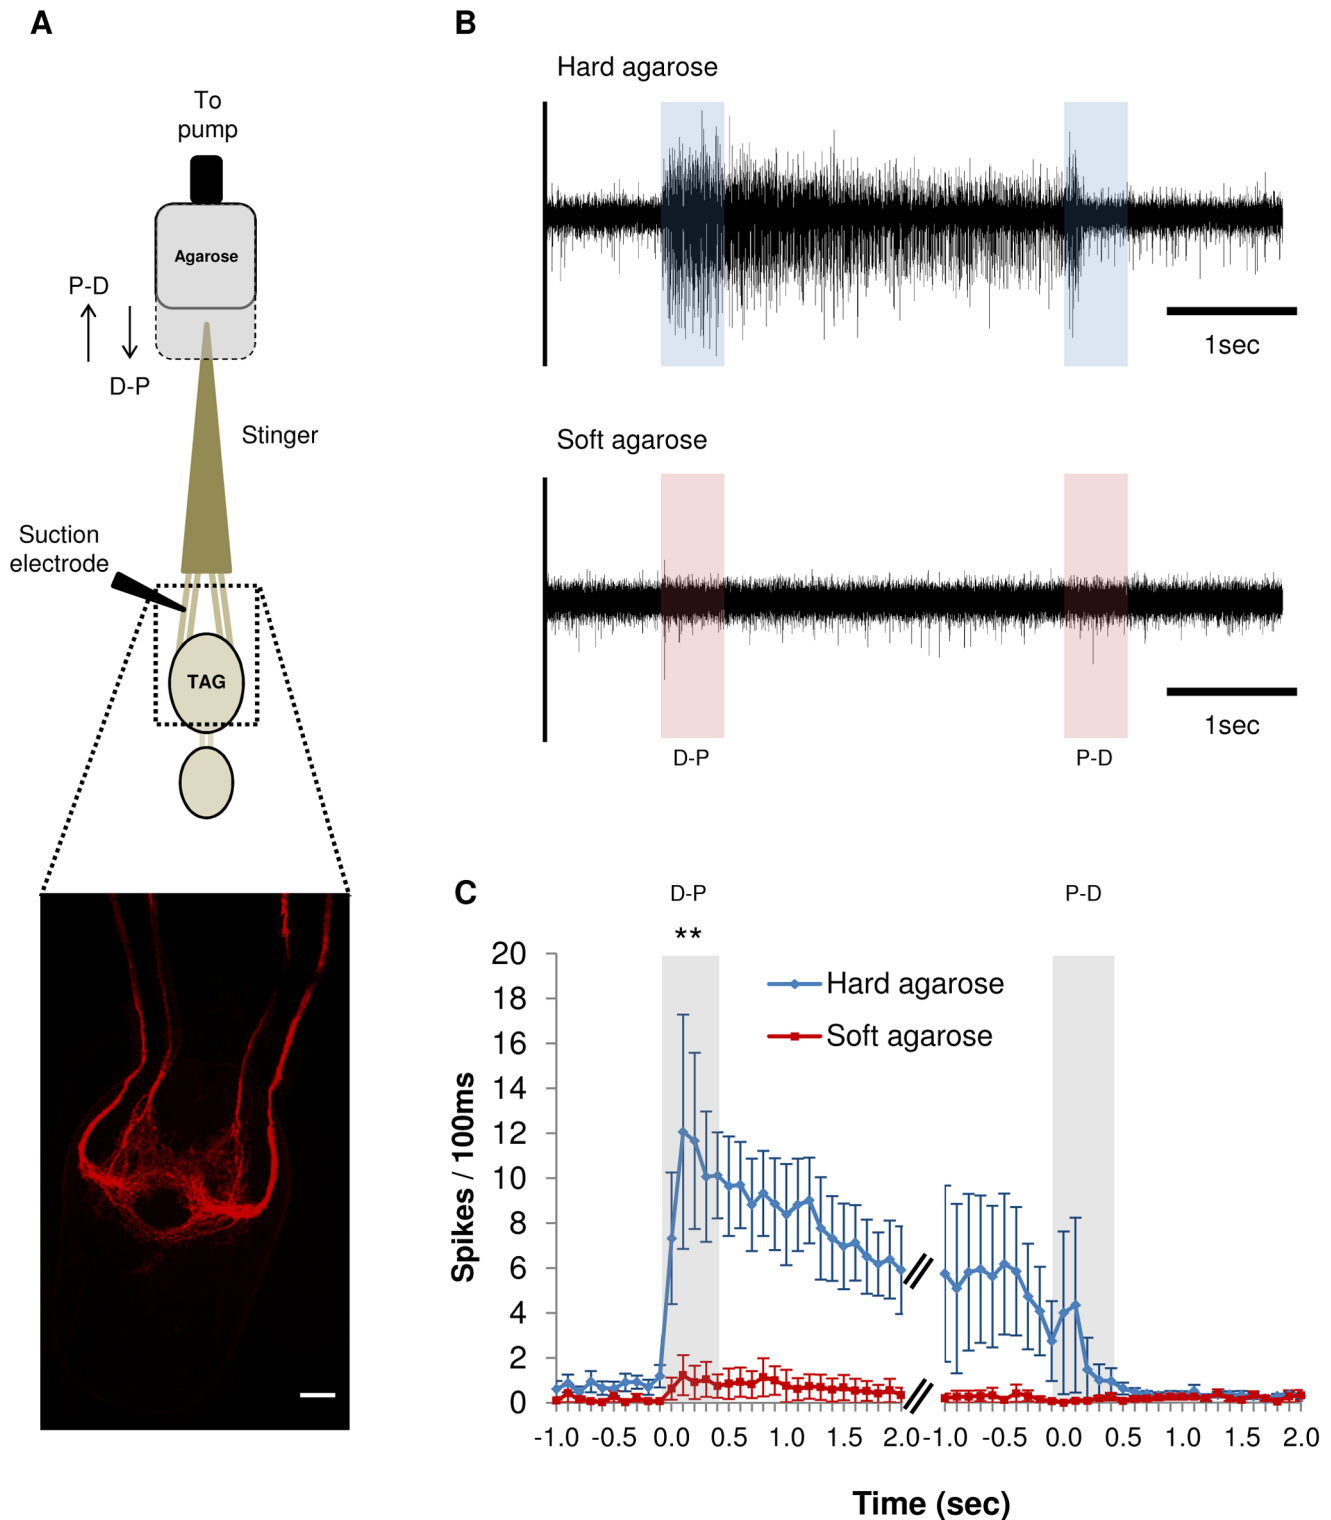 A
To
pump
Agarose
P-D
D-P
Stinger
Suction
electrode
TAG
B
Hard agarose
1sec
Soft agarose
1sec
D-P
P-D
C
D-P
P-D
**
Hard agarose
Soft agarose
Spikes / 100ms
20
18
16
14
12
10
8
6
4
2
0
-1.0 -0.5 0.0 0.5 1.0 1.5 2.0 -1.0 -0.5 0.0 0.5 1.0 1.5 2.0
Time (sec)